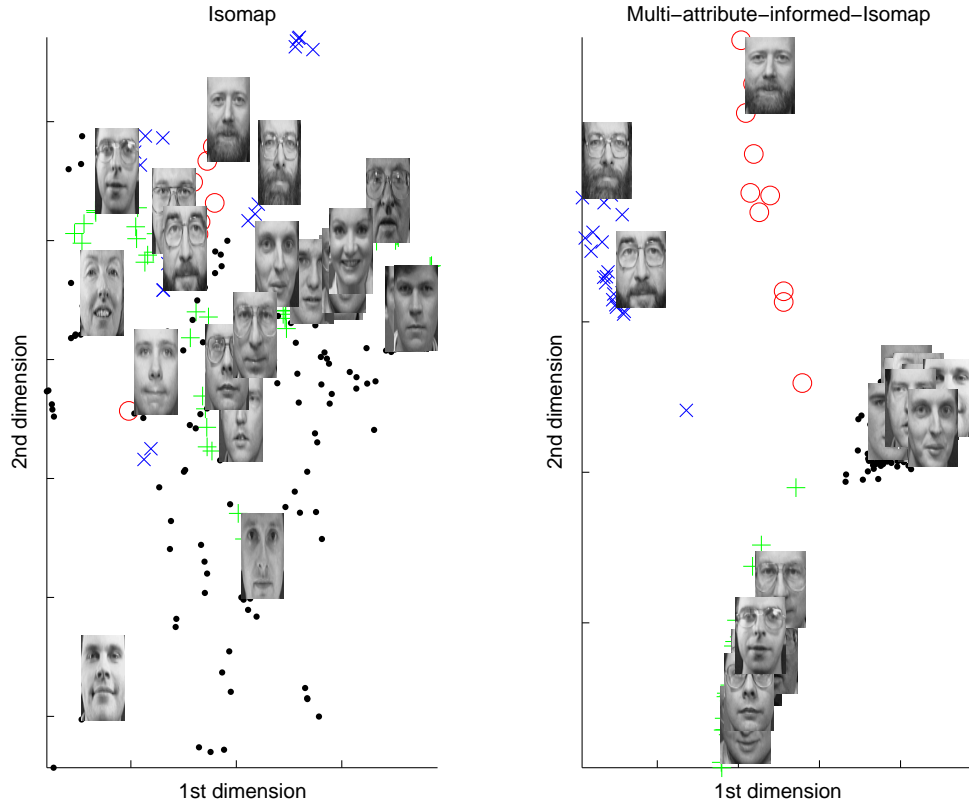 Isomap
2nd dimension
1st dimension
Multi−attribute−informed−Isomap
2nd dimension
1st dimension